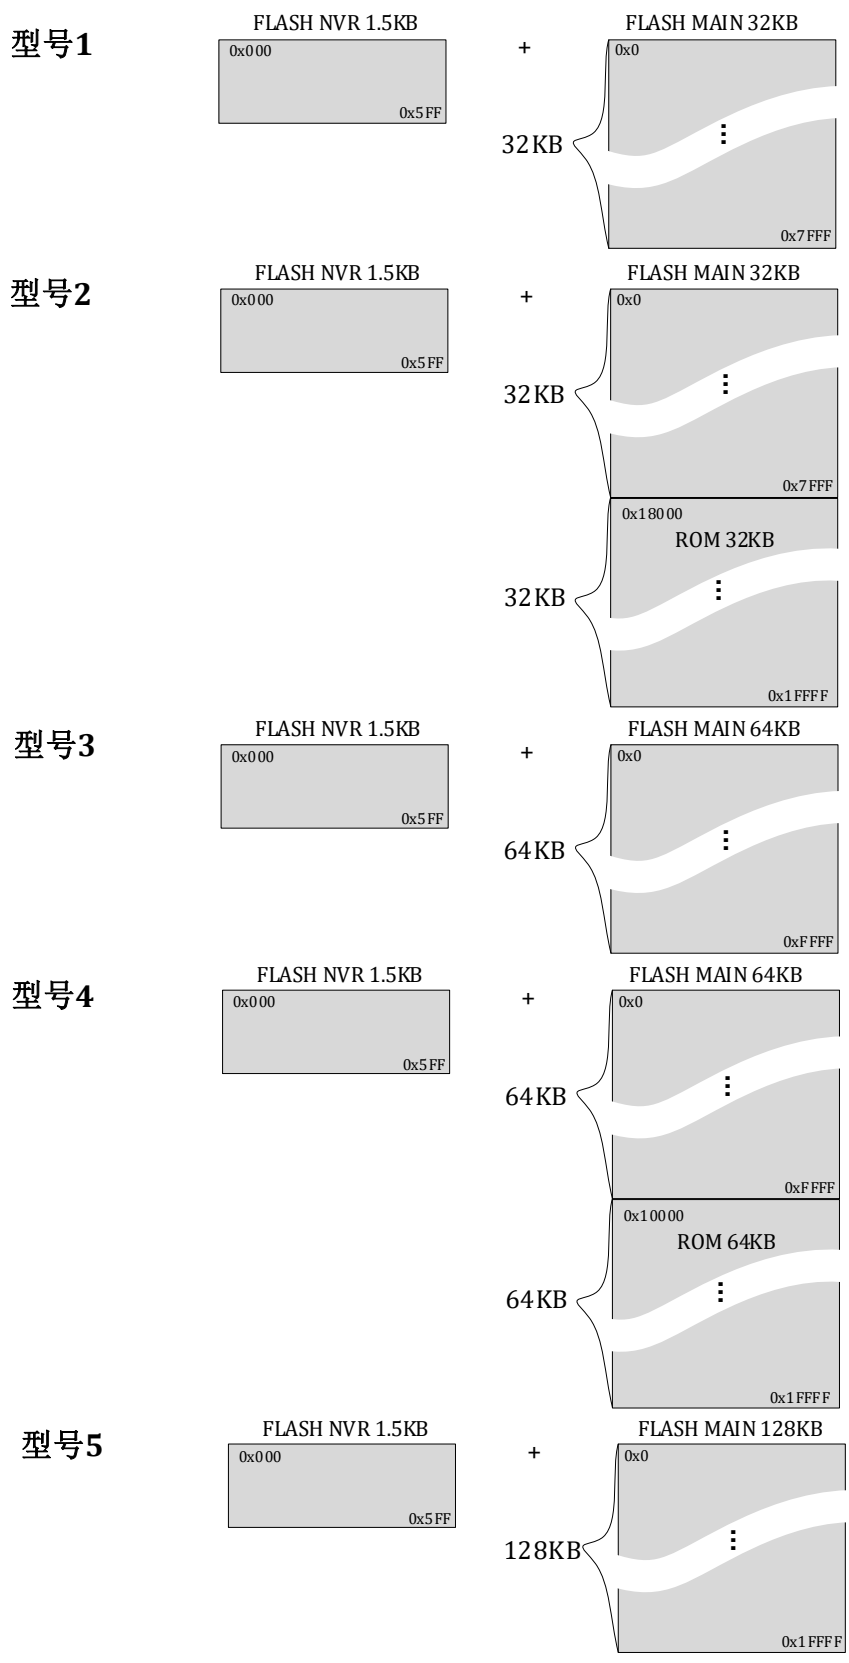 型号1
FLASH NVR 1.5KB
0x000
0x5FF
+
FLASH MAIN 32KB
0x0
32KB
0x7FFF
型号2
FLASH NVR 1.5KB
0x000
0x5FF
+
FLASH MAIN 32KB
0x0
32KB
0x7FFF
0x18000
ROM 32KB
32KB
0x1FFFF
型号3
FLASH NVR 1.5KB
0x000
0x5FF
+
FLASH MAIN 64KB
0x0
64KB
0xFFFF
型号4
FLASH NVR 1.5KB
0x000
0x5FF
+
FLASH MAIN 64KB
0x0
64KB
0xFFFF
0x10000
ROM 64KB
64KB
0x1FFFF
型号5
FLASH NVR 1.5KB
0x000
0x5FF
+
FLASH MAIN 128KB
0x0
128KB
0x1FFFF